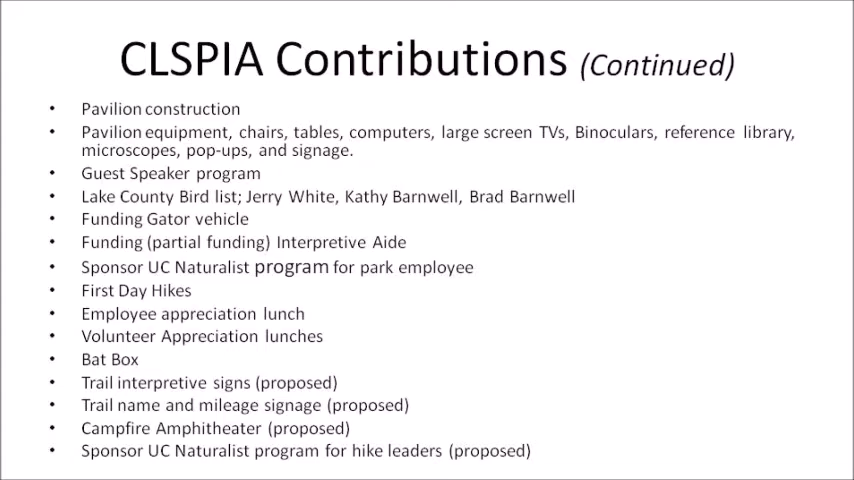 CLSPIA Contributions (Continued)
• Pavilion construction
• Pavilion equipment, chairs, tables, computers, large screen TVs, Binoculars, reference library,
microscopes, pop-ups, and signage.
• Guest Speaker program
• Lake County Bird list; Jerry White, Kathy Barnwell, Brad Barnwell
• Funding Gator vehicle
• Funding (partial funding) Interpretive Aide
• Sponsor UC Naturalist program for park employee
• First Day Hikes
• Employee appreciation lunch
• Volunteer Appreciation lunches
• Bat Box
• Trail interpretive signs (proposed)
• Trail name and mileage signage (proposed)
• Campfire Amphitheater (proposed)
• Sponsor UC Naturalist program for hike leaders (proposed)